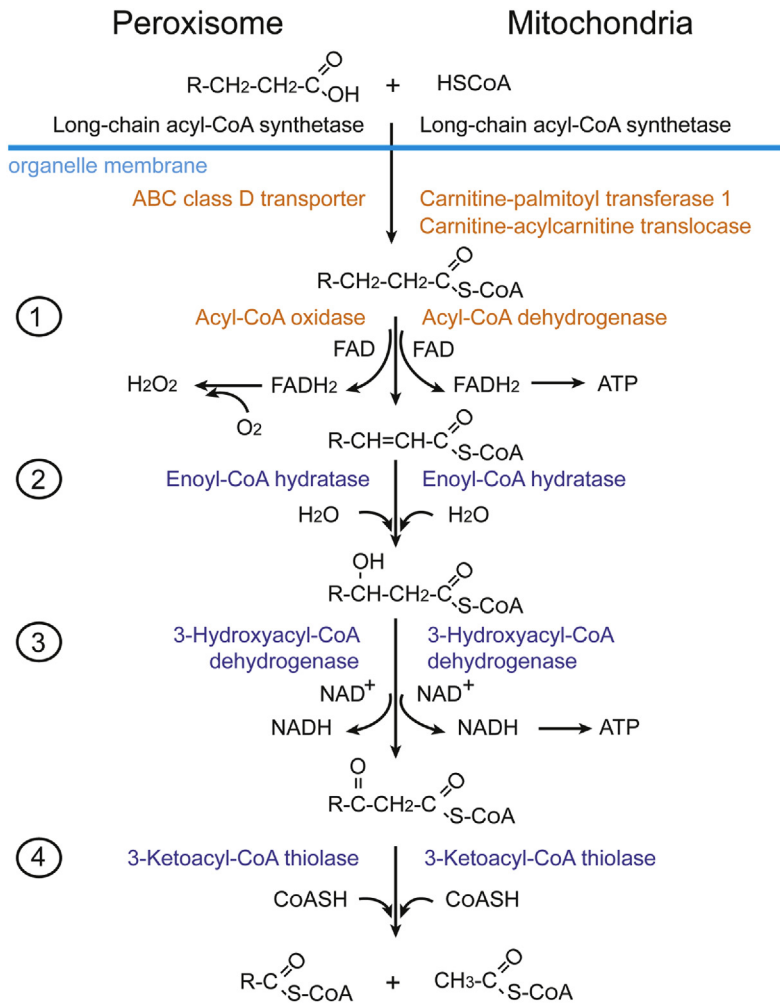 Peroxisome Mitochondria
R-CH2-CH2-C O OH + HSCoA
Long-chain acyl-CoA synthetase Long-chain acyl-CoA synthetase
organelle membrane
ABC class D transporter Carnitine-palmitoyl transferase 1
Carnitine-acylcarnitine translocase
R-CH2-CH2-C O S-CoA
1 Acyl-CoA oxidase Acyl-CoA dehydrogenase
FAD FAD
H2O2 FADH2 FADH2 ATP
O2
R-CH=CH-C O S-CoA
2 Enoyl-CoA hydratase Enoyl-CoA hydratase
H2O H2O
OH
R-CH-CH2-C O S-CoA
3 3-Hydroxyacyl-CoA 3-Hydroxyacyl-CoA
dehydrogenase dehydrogenase
NAD+ NAD+
NADH NADH ATP
O
R-C-CH2-C O S-CoA
4 3-Ketoacyl-CoA thiolase 3-Ketoacyl-CoA thiolase
CoASH CoASH
R-C O S-CoA + CH3-C O S-CoA